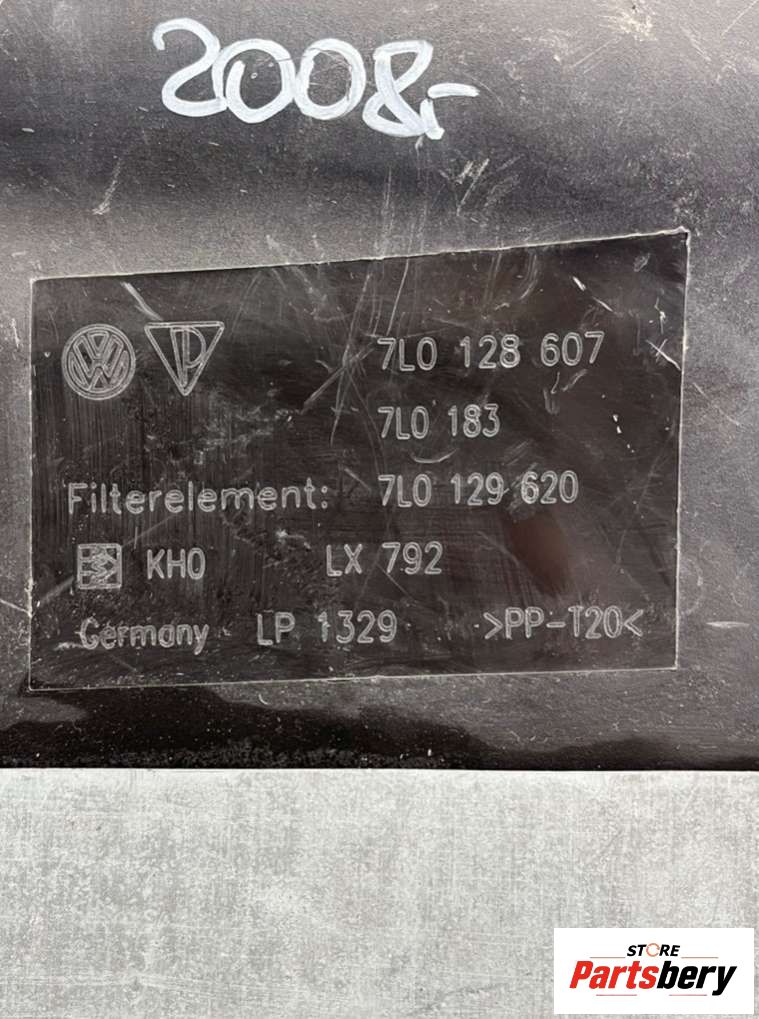 2008,-
7L0 128 607
7L0 183
Filterelement: 7L0 129 620
KHO LX 792
Germany LP 1329 >PP-T20<
STORE
Partsbery